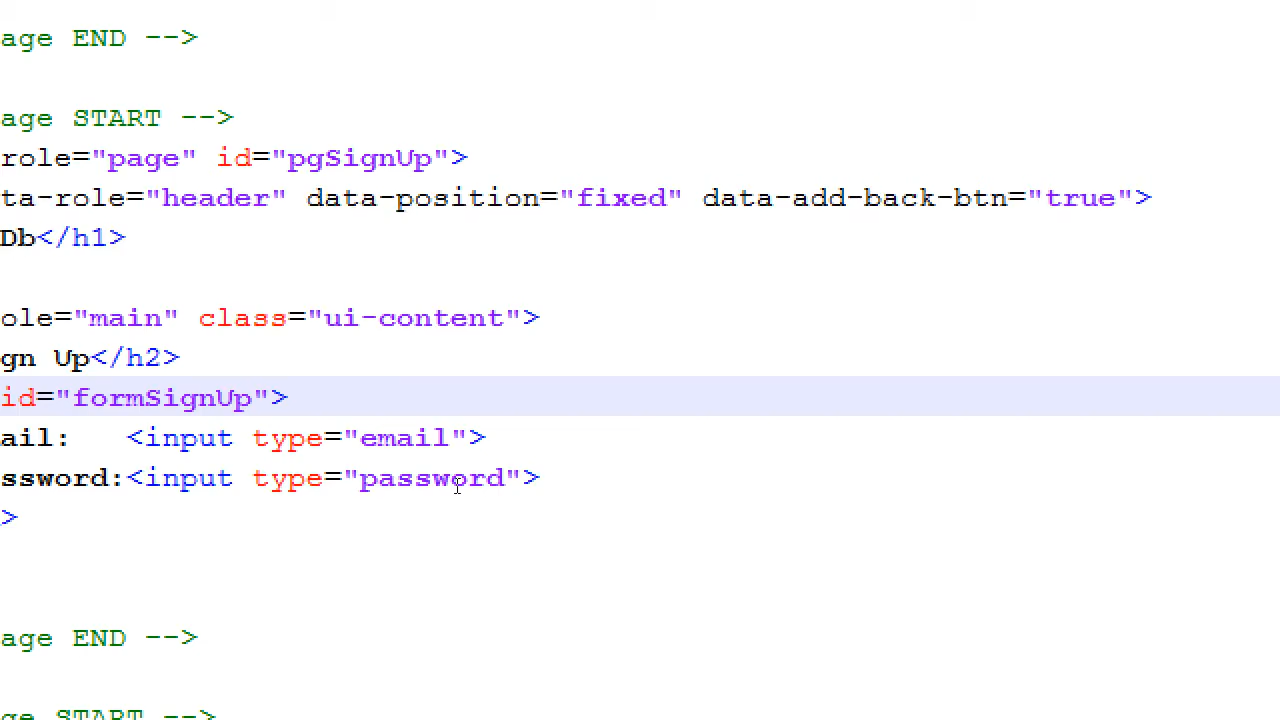 age END -->
age START -->
role="page" id="pgSignUp">
ta-role="header" data-position="fixed" data-add-back-btn="true">
Db</h1>
ole="main" class="ui-content">
gn Up</h2>
id="formSignUp">
ail:   <input type="email">
ssword:<input type="password">
>
age END -->
ge START -->